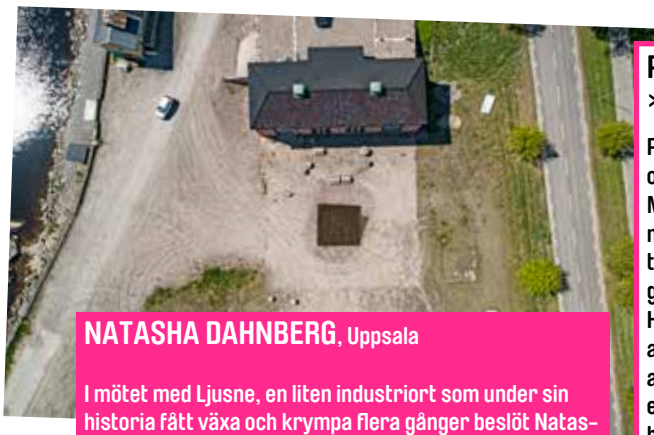 NATASHA DAHNBERG, Uppsala
I mötet med Ljusne, en liten industriort som under sin
historia fått växa och krympa flera gånger beslöt Natas-